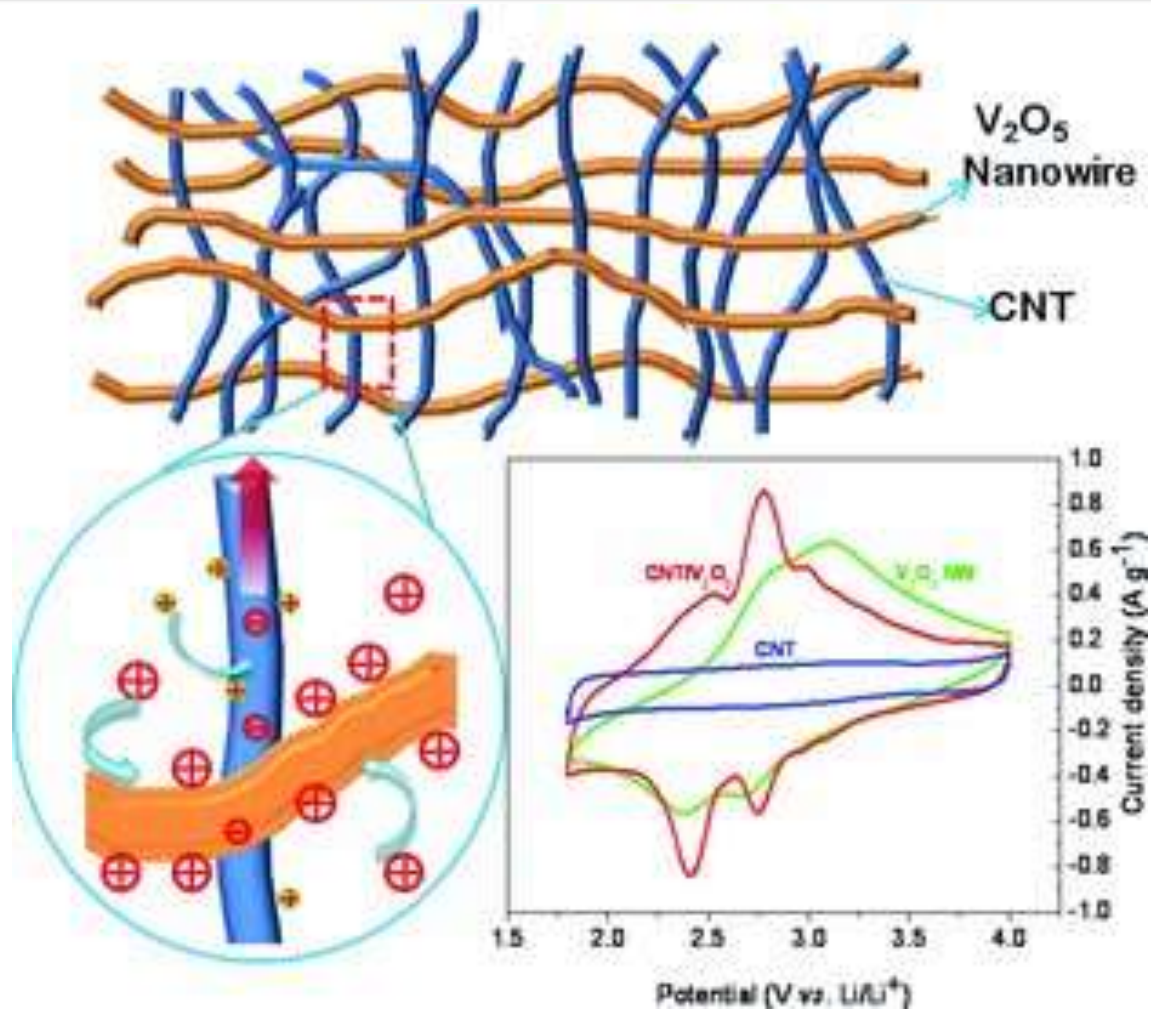 V₂O₅
Nanowire
CNT
CNT/V₂O₅
V₂O₅ NW
CNT
1.0
0.8
0.6
0.4
0.2
0.0
-0.2
-0.4
-0.6
-0.8
-1.0
Current density (A g⁻¹)
1.5 2.0 2.5 3.0 3.5 4.0
Potential (V vs. Li/Li⁺)